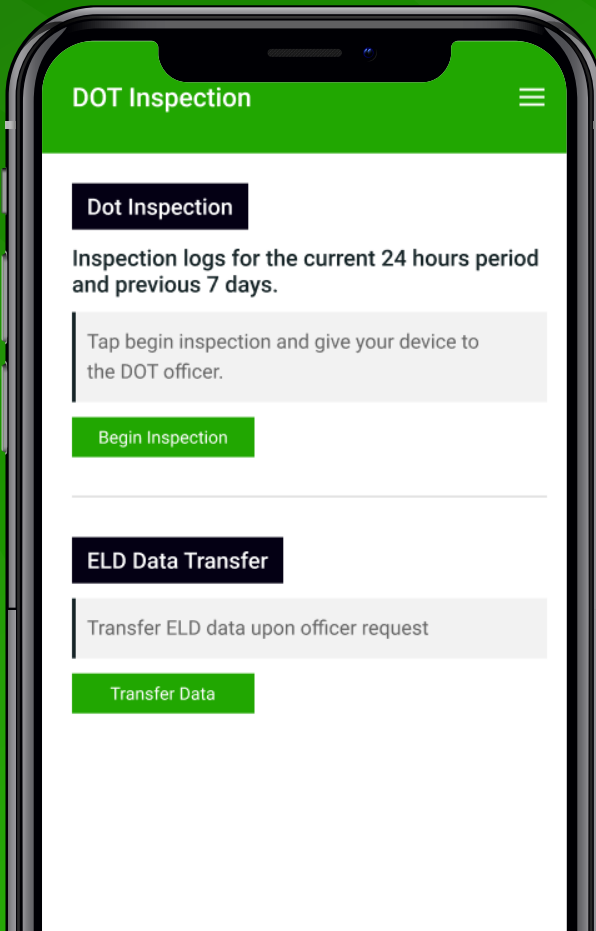 DOT Inspection
Dot Inspection
Inspection logs for the current 24 hours period
and previous 7 days.
Tap begin inspection and give your device to
the DOT officer.
Begin Inspection
ELD Data Transfer
Transfer ELD data upon officer request
Transfer Data